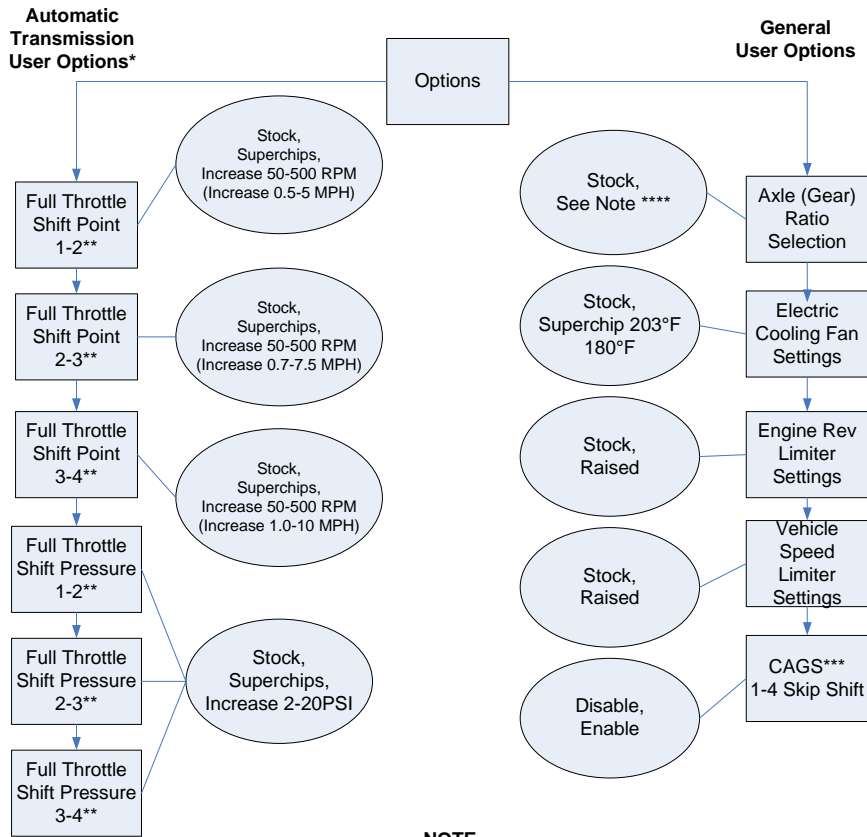 Automatic
Transmission
User Options*
General
User Options
Options
Full Throttle
Shift Point
1-2**
Stock,
Superchips,
Increase 50-500 RPM
(Increase 0.5-5 MPH)
Full Throttle
Shift Point
2-3**
Stock,
Superchips,
Increase 50-500 RPM
(Increase 0.7-7.5 MPH)
Full Throttle
Shift Point
3-4**
Stock,
Superchips,
Increase 50-500 RPM
(Increase 1.0-10 MPH)
Full Throttle
Shift Pressure
1-2**
Full Throttle
Shift Pressure
2-3**
Full Throttle
Shift Pressure
3-4**
Stock,
Superchips,
Increase 2-20PSI
Stock,
See Note ****
Axle (Gear)
Ratio
Selection
Stock,
Superchip 203°F
180°F
Electric
Cooling Fan
Settings
Stock,
Raised
Engine Rev
Limiter
Settings
Stock,
Raised
Vehicle
Speed
Limiter
Settings
Disable,
Enable
CAGS***
1-4 Skip Shift
NOTE